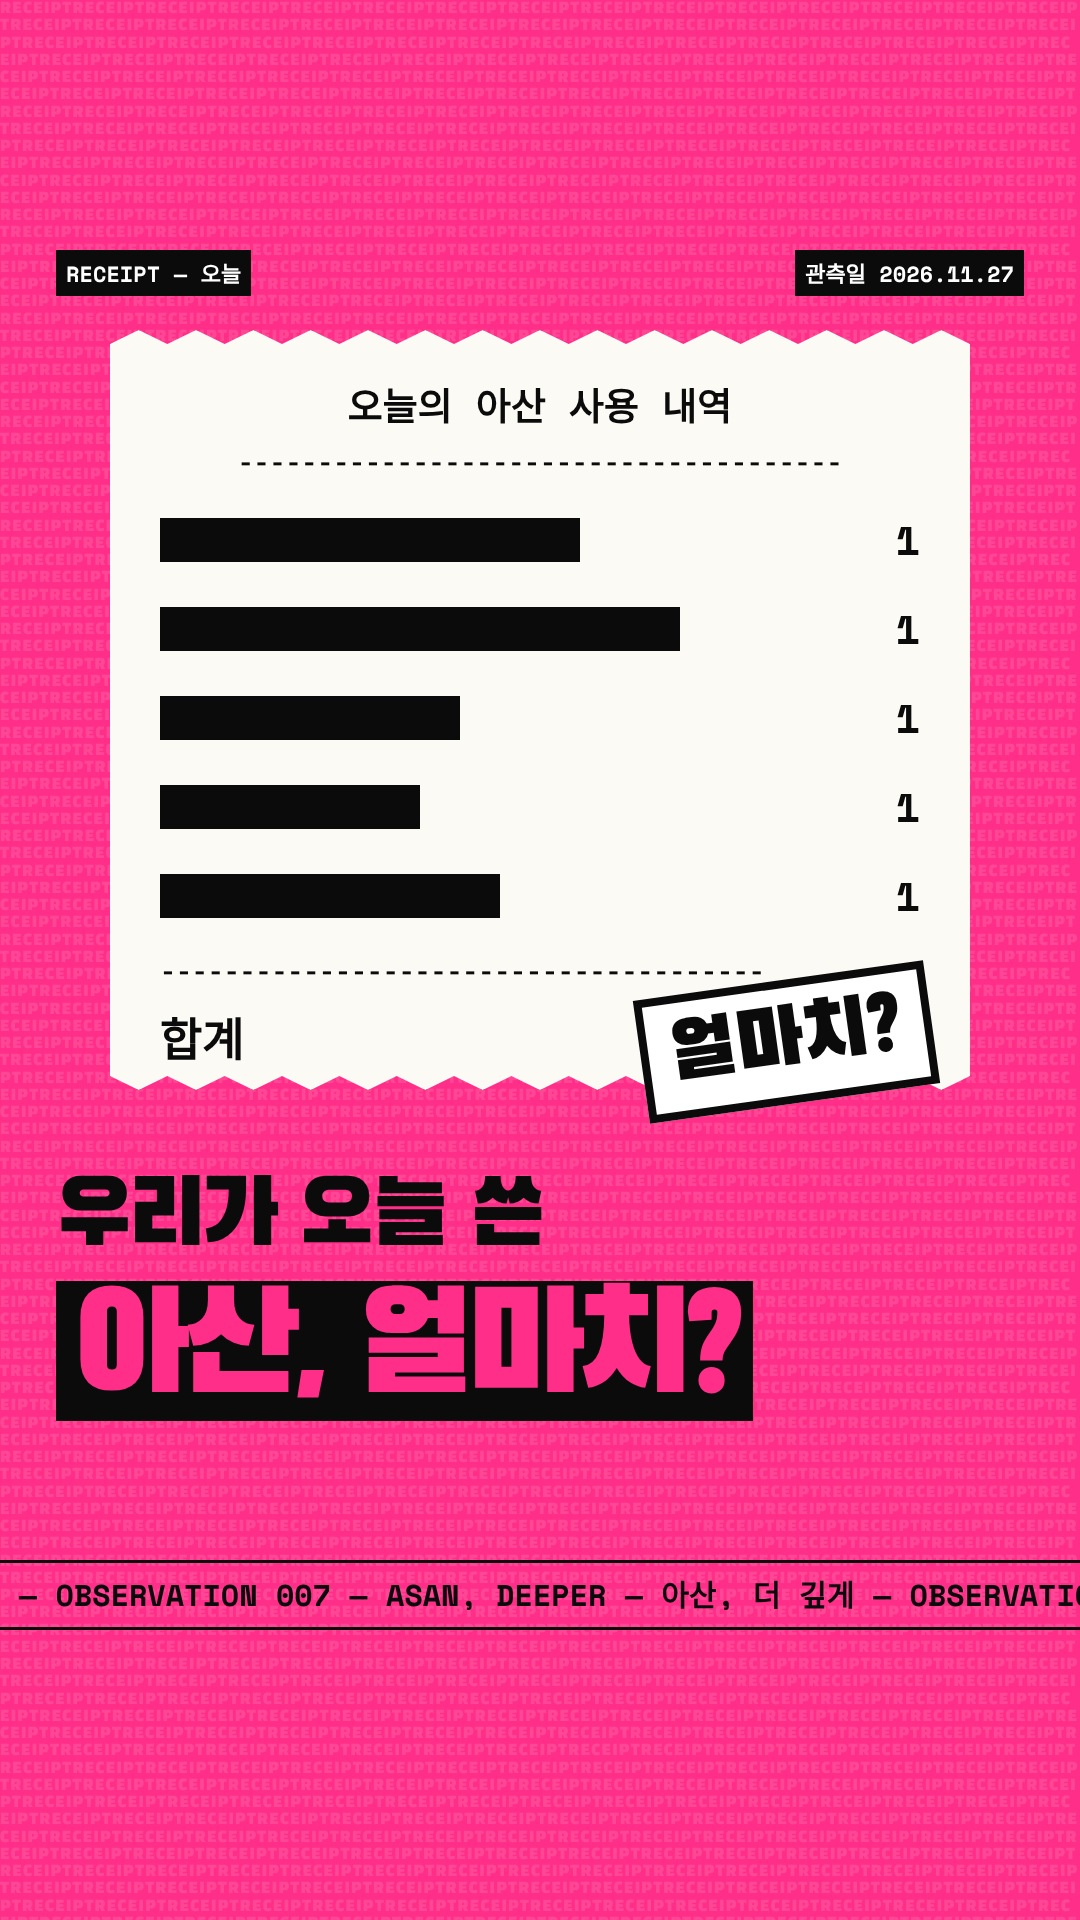 RECEIPT — 오늘
관측일 2026.11.27
오늘의 아산 사용 내역
1
1
1
1
1
합계
얼마치?
우리가 오늘 쓴
아산, 얼마치?
— OBSERVATION 007 — ASAN, DEEPER — 아산, 더 깊게 — OBSERVATIO